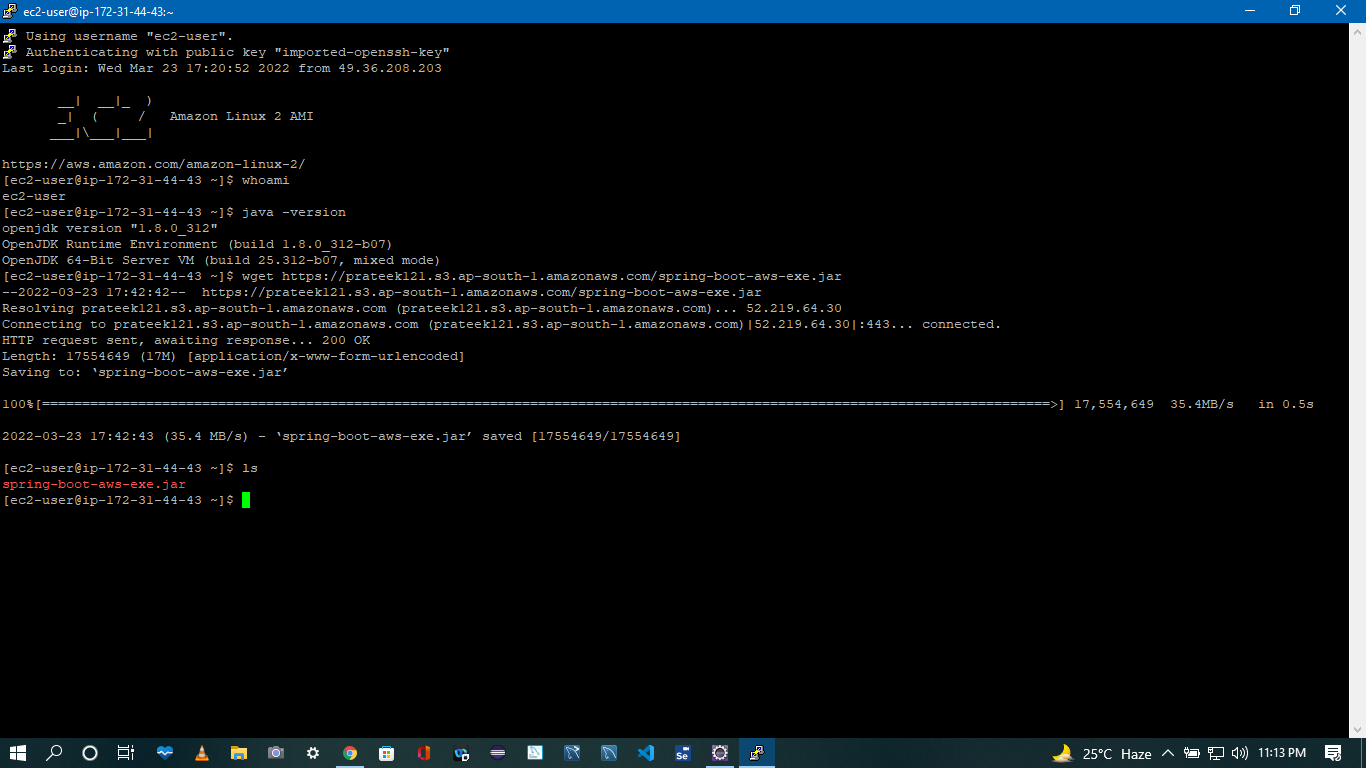 ec2-user@ip-172-31-44-43:~
Using username "ec2-user".
Authenticating with public key "imported-openssh-key"
Last login: Wed Mar 23 17:20:52 2022 from 49.36.208.203
       __|  __|_  )
       _|  (     /   Amazon Linux 2 AMI
      ___|\___|___|
https://aws.amazon.com/amazon-linux-2/
[ec2-user@ip-172-31-44-43 ~]$ whoami
ec2-user
[ec2-user@ip-172-31-44-43 ~]$ java -version
openjdk version "1.8.0_312"
OpenJDK Runtime Environment (build 1.8.0_312-b07)
OpenJDK 64-Bit Server VM (build 25.312-b07, mixed mode)
[ec2-user@ip-172-31-44-43 ~]$ wget https://prateek121.s3.ap-south-1.amazonaws.com/spring-boot-aws-exe.jar
--2022-03-23 17:42:42--  https://prateek121.s3.ap-south-1.amazonaws.com/spring-boot-aws-exe.jar
Resolving prateek121.s3.ap-south-1.amazonaws.com (prateek121.s3.ap-south-1.amazonaws.com)... 52.219.64.30
Connecting to prateek121.s3.ap-south-1.amazonaws.com (prateek121.s3.ap-south-1.amazonaws.com)|52.219.64.30|:443... connected.
HTTP request sent, awaiting response... 200 OK
Length: 17554649 (17M) [application/x-www-form-urlencoded]
Saving to: ‘spring-boot-aws-exe.jar’
100%[==============================================================================================================================>] 17,554,649  35.4MB/s   in 0.5s
2022-03-23 17:42:43 (35.4 MB/s) - ‘spring-boot-aws-exe.jar’ saved [17554649/17554649]
[ec2-user@ip-172-31-44-43 ~]$ ls
spring-boot-aws-exe.jar
[ec2-user@ip-172-31-44-43 ~]$
Se
25°C Haze
11:13 PM